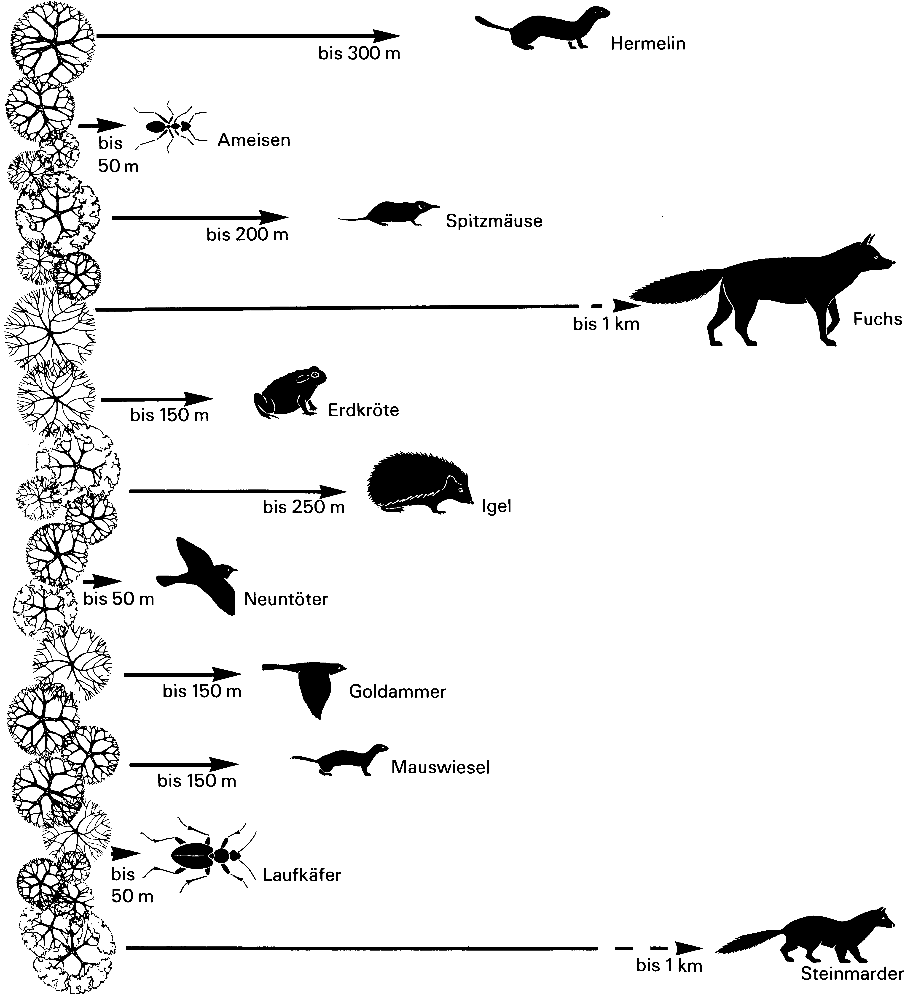 bis 300 m
Hermelin
bis
50 m
Ameisen
bis 200 m
Spitzmäuse
bis 1 km
Fuchs
bis 150 m
Erdkröte
bis 250 m
Igel
bis 50 m
Neuntöter
bis 150 m
Goldammer
bis 150 m
Mauswiesel
bis
50 m
Laufkäfer
bis 1 km
Steinmarder